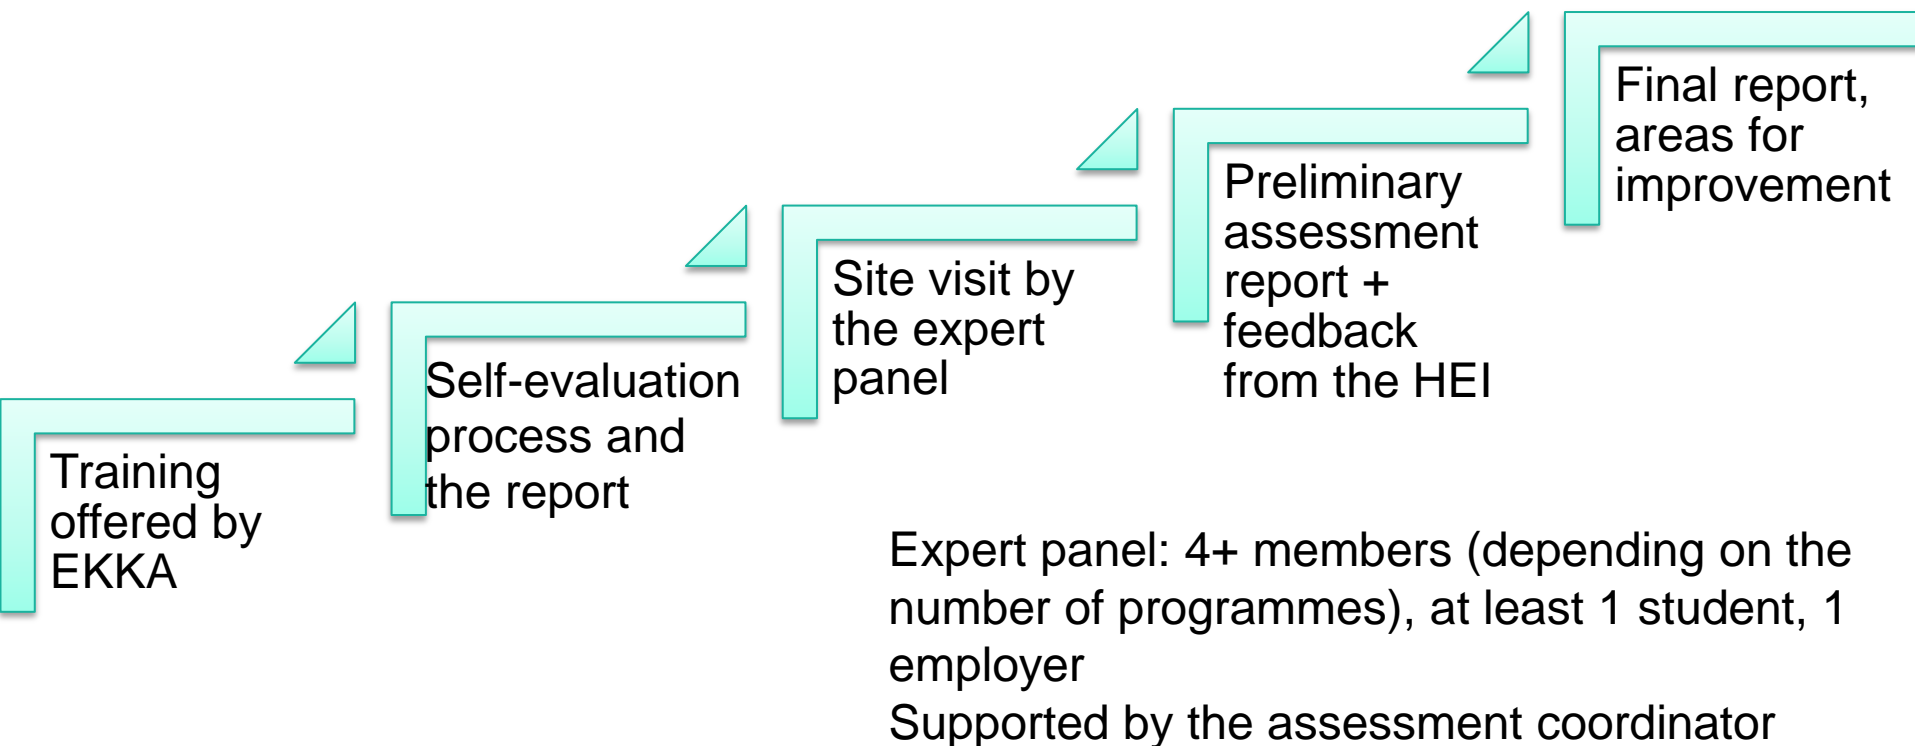 Training
offered by
EKKA
Self-evaluation
process and
the report
Site visit by
the expert
panel
Preliminary
assessment
report +
feedback
from the HEI
Final report,
areas for
improvement
Expert panel: 4+ members (depending on the
number of programmes), at least 1 student, 1
employer
Supported by the assessment coordinator